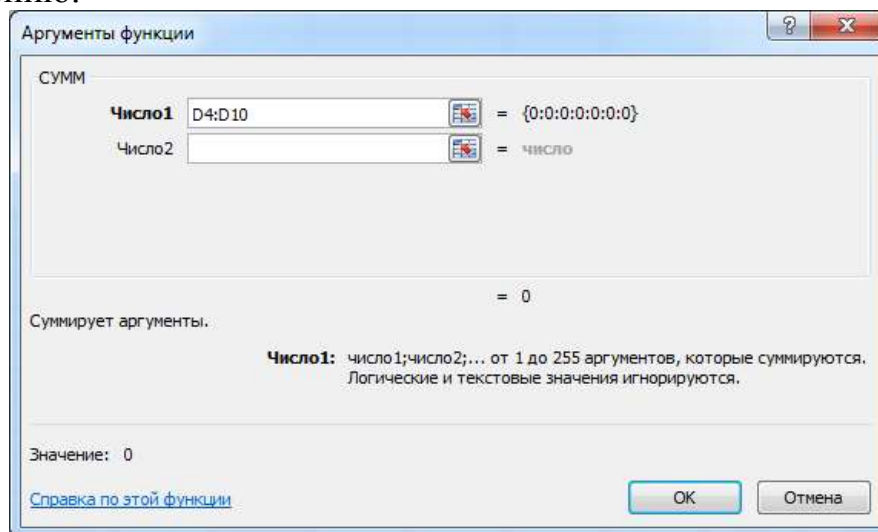 Аргументы функции
СУММ
Число1 D4:D10 = {0:0:0:0:0:0:0}
Число2 = число
= 0
Суммирует аргументы.
Число1: число1;число2;... от 1 до 255 аргументов, которые суммируются.
Логические и текстовые значения игнорируются.
Значение: 0
Справка по этой функции
ОК
Отмена